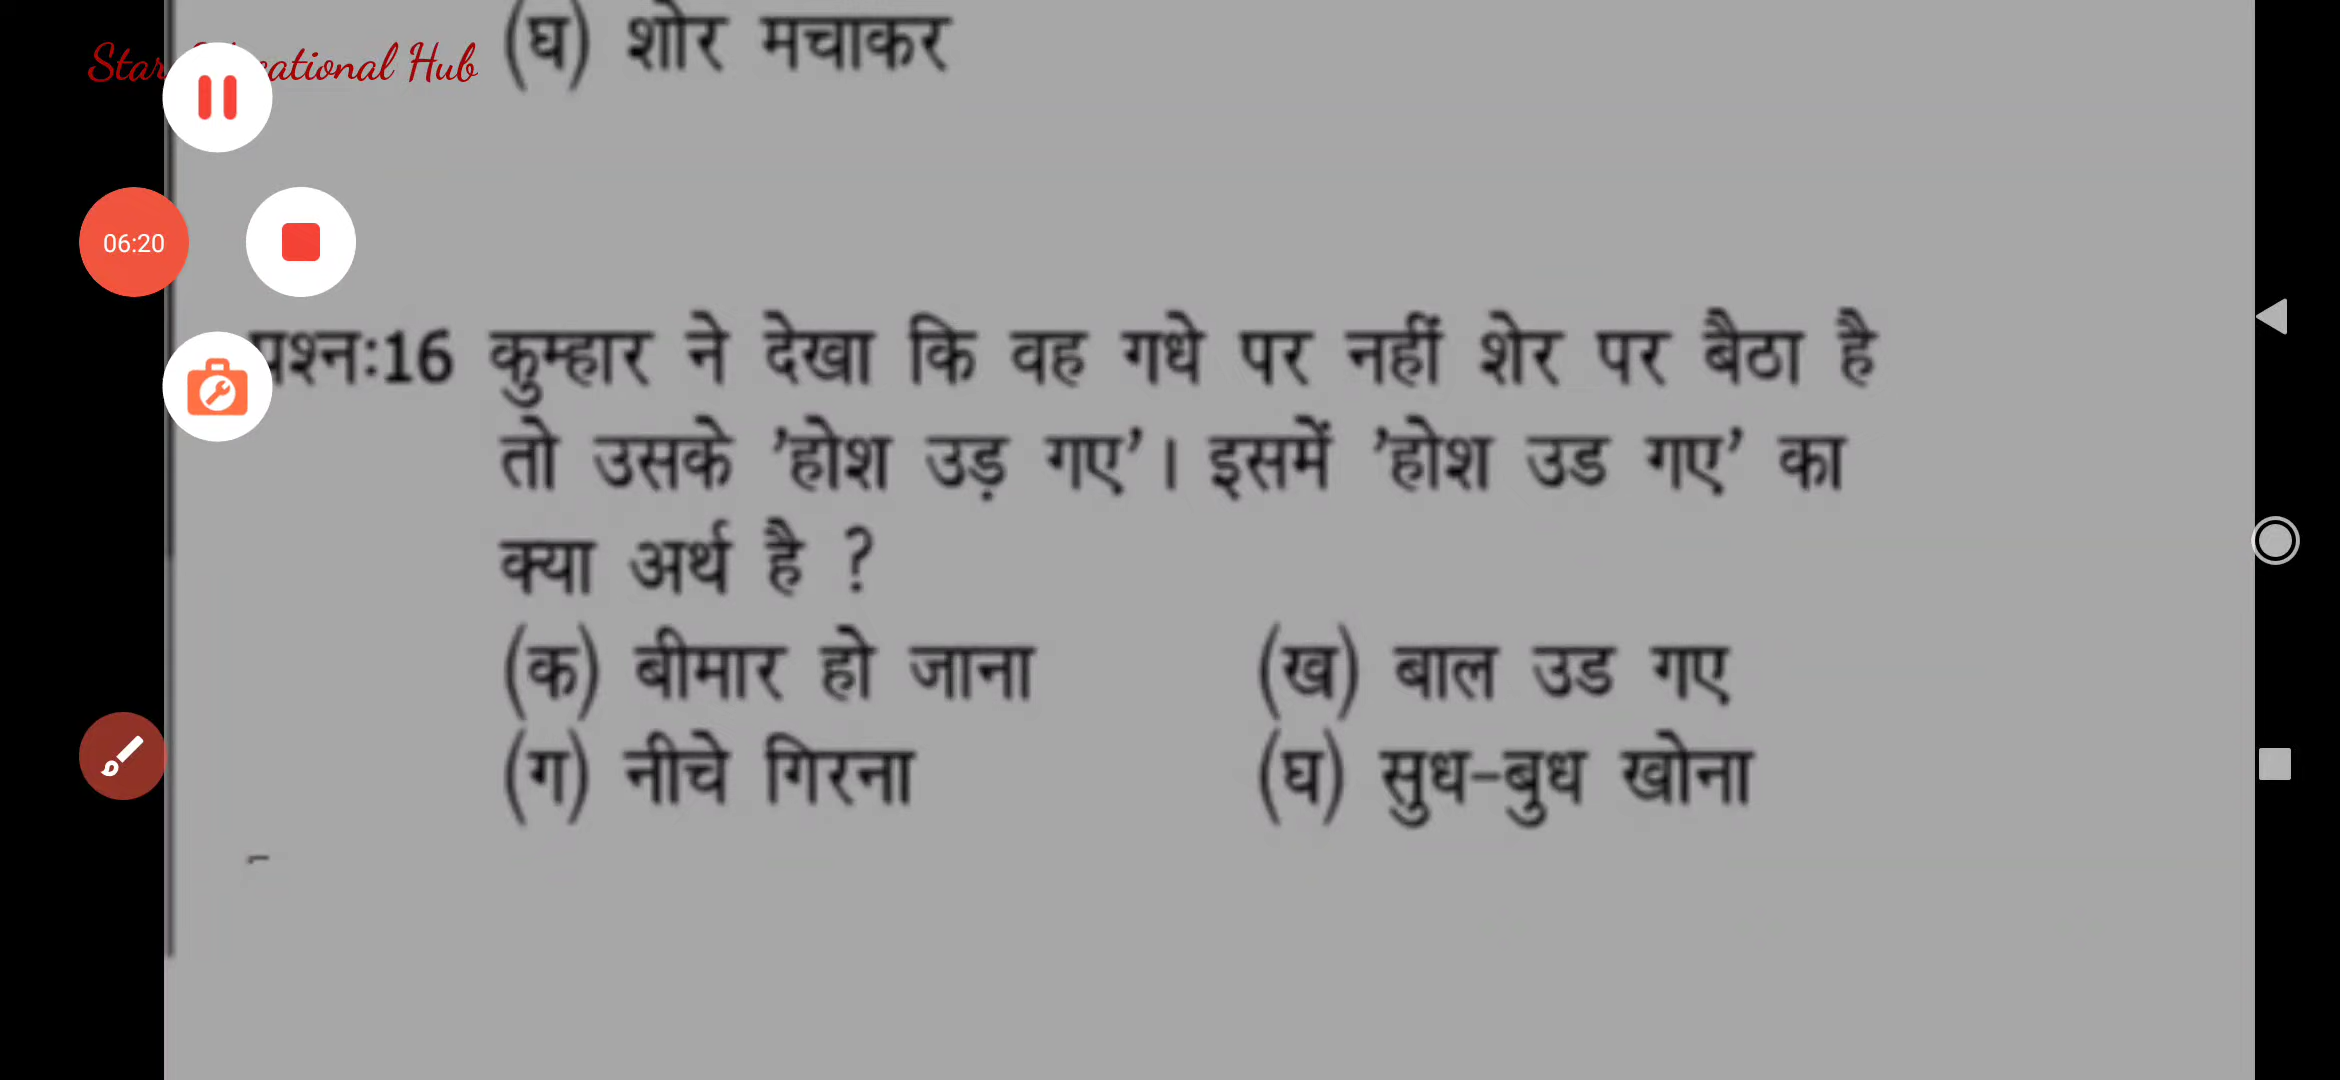 (घ) शोर मचाकर
Star Educational Hub
06:20
प्रश्न:16 कुम्हार ने देखा कि वह गधे पर नहीं शेर पर बैठा है
तो उसके ’होश उड़ गए’। इसमें ’होश उड गए’ का
क्या अर्थ है ?
(क) बीमार हो जाना (ख) बाल उड गए
(ग) नीचे गिरना (घ) सुध-बुध खोना